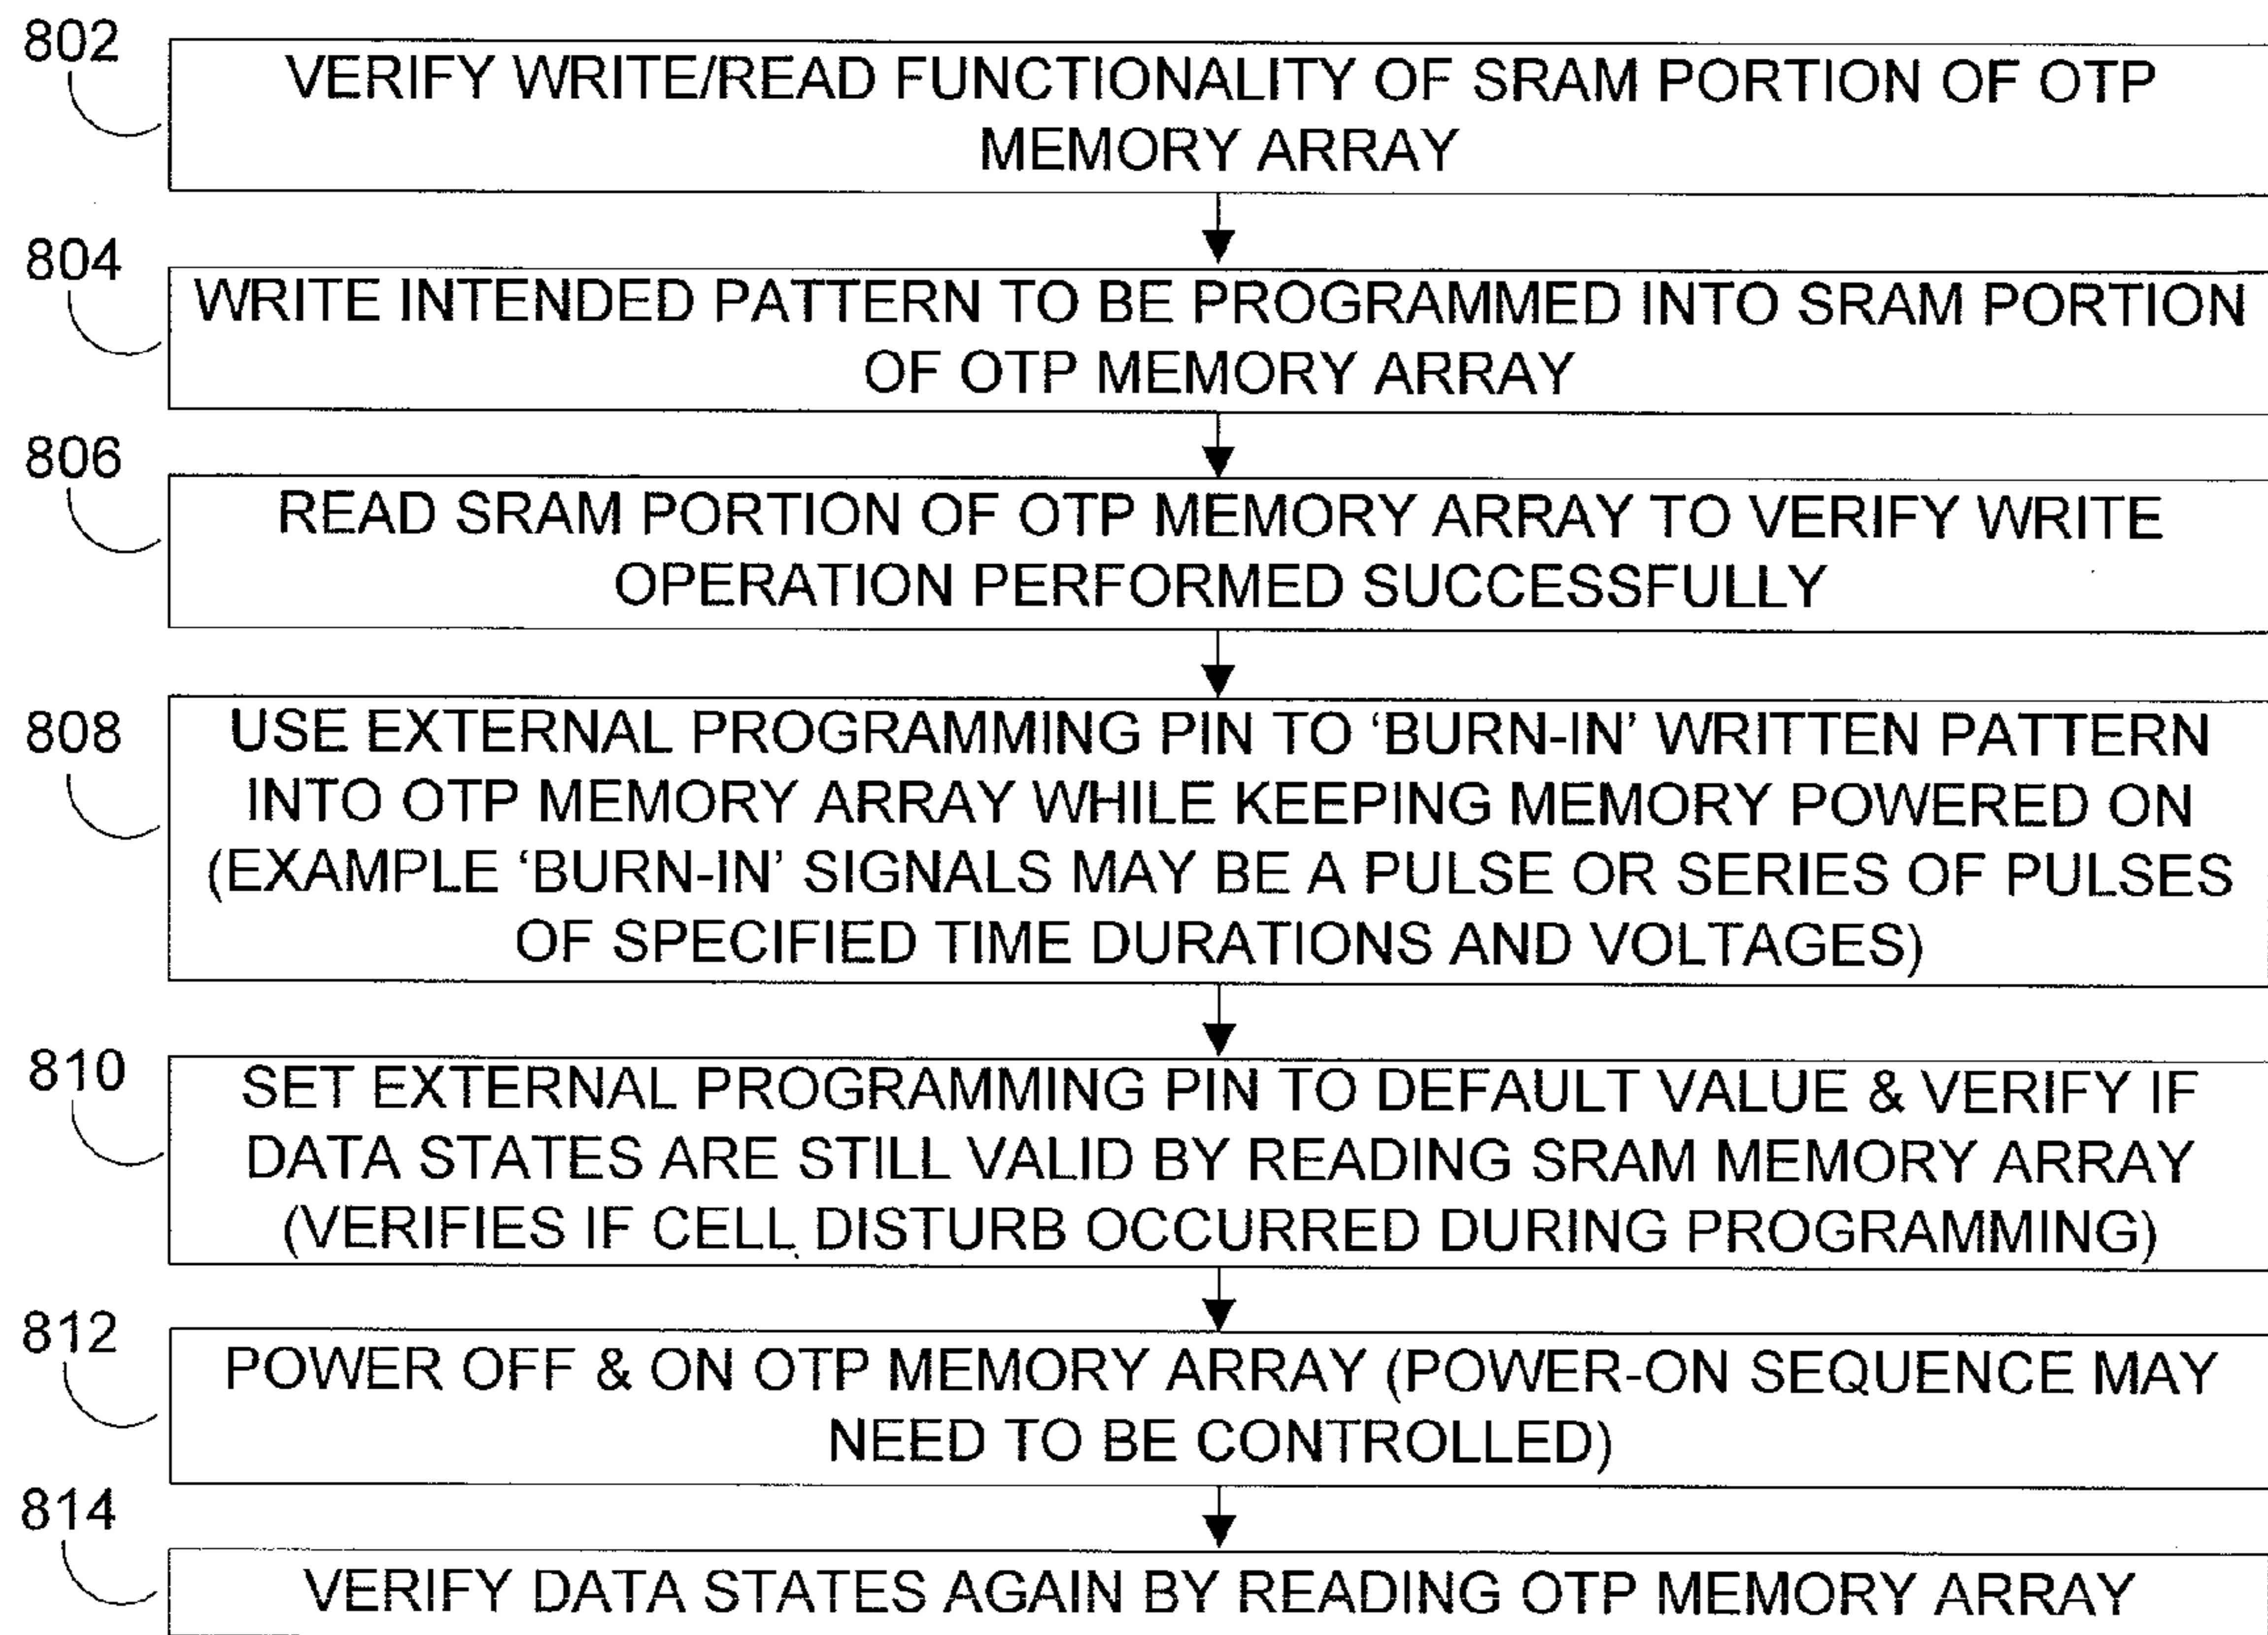 802
VERIFY WRITE/READ FUNCTIONALITY OF SRAM PORTION OF OTP
MEMORY ARRAY
804
WRITE INTENDED PATTERN TO BE PROGRAMMED INTO SRAM PORTION
OF OTP MEMORY ARRAY
806
READ SRAM PORTION OF OTP MEMORY ARRAY TO VERIFY WRITE
OPERATION PERFORMED SUCCESSFULLY
808
USE EXTERNAL PROGRAMMING PIN TO ‘BURN-IN’ WRITTEN PATTERN
INTO OTP MEMORY ARRAY WHILE KEEPING MEMORY POWERED ON
(EXAMPLE ‘BURN-IN’ SIGNALS MAY BE A PULSE OR SERIES OF PULSES
OF SPECIFIED TIME DURATIONS AND VOLTAGES)
810
SET EXTERNAL PROGRAMMING PIN TO DEFAULT VALUE & VERIFY IF
DATA STATES ARE STILL VALID BY READING SRAM MEMORY ARRAY
(VERIFIES IF CELL DISTURB OCCURRED DURING PROGRAMMING)
812
POWER OFF & ON OTP MEMORY ARRAY (POWER-ON SEQUENCE MAY
NEED TO BE CONTROLLED)
814
VERIFY DATA STATES AGAIN BY READING OTP MEMORY ARRAY